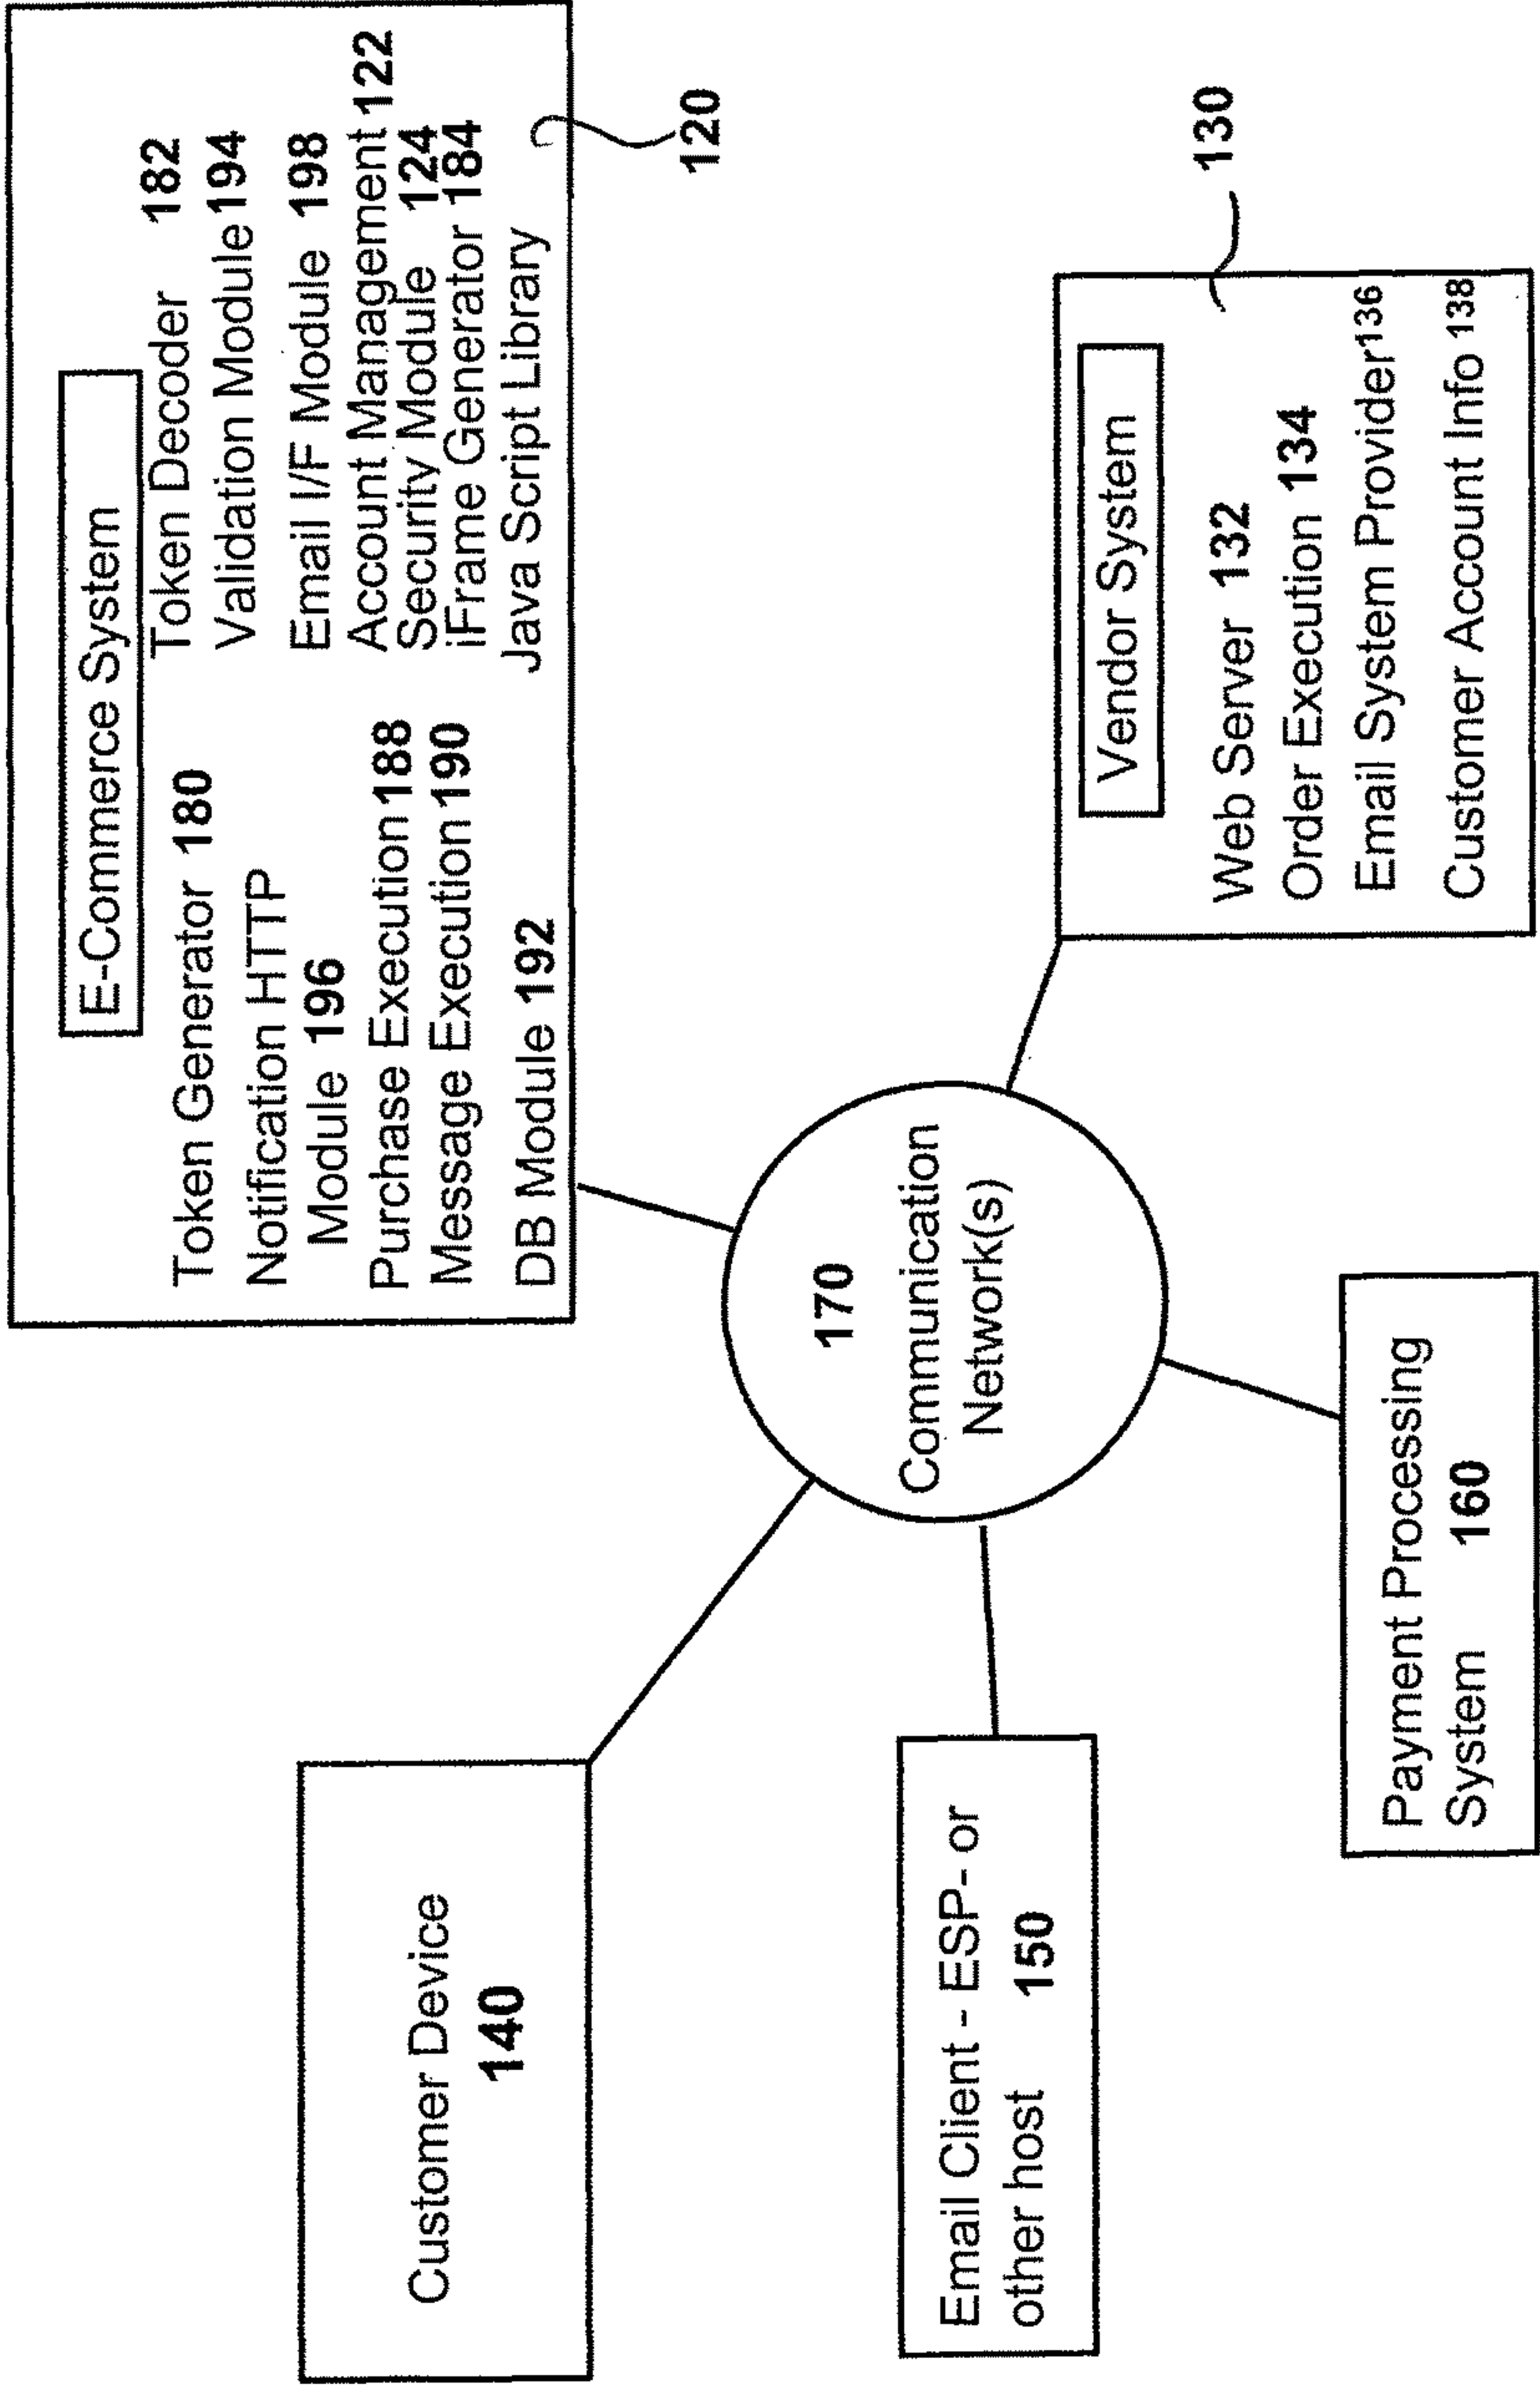 E-Commerce System
Token Generator 180
Notification HTTP
Module 196
Purchase Execution 188
Message Execution 190
DB Module 192
Token Decoder 182
Validation Module 194
Email I/F Module 198
Account Management 122
Security Module 124
iFrame Generator 184
Java Script Library
120
Customer Device
140
170
Communication
Network(s)
Email Client - ESP- or
other host 150
Vendor System
Web Server 132
Order Execution 134
Email System Provider 136
Customer Account Info 138
130
Payment Processing
System 160